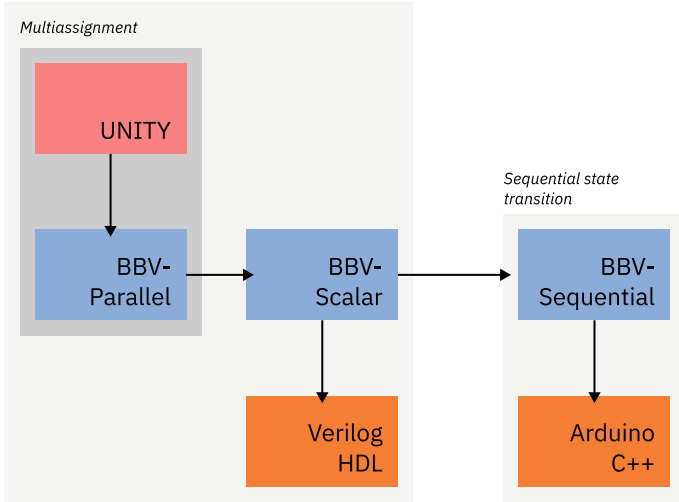 Multiassignment
UNITY
Sequential state
transition
BBV-
Parallel
BBV-
Scalar
BBV-
Sequential
Verilog
HDL
Arduino
C++